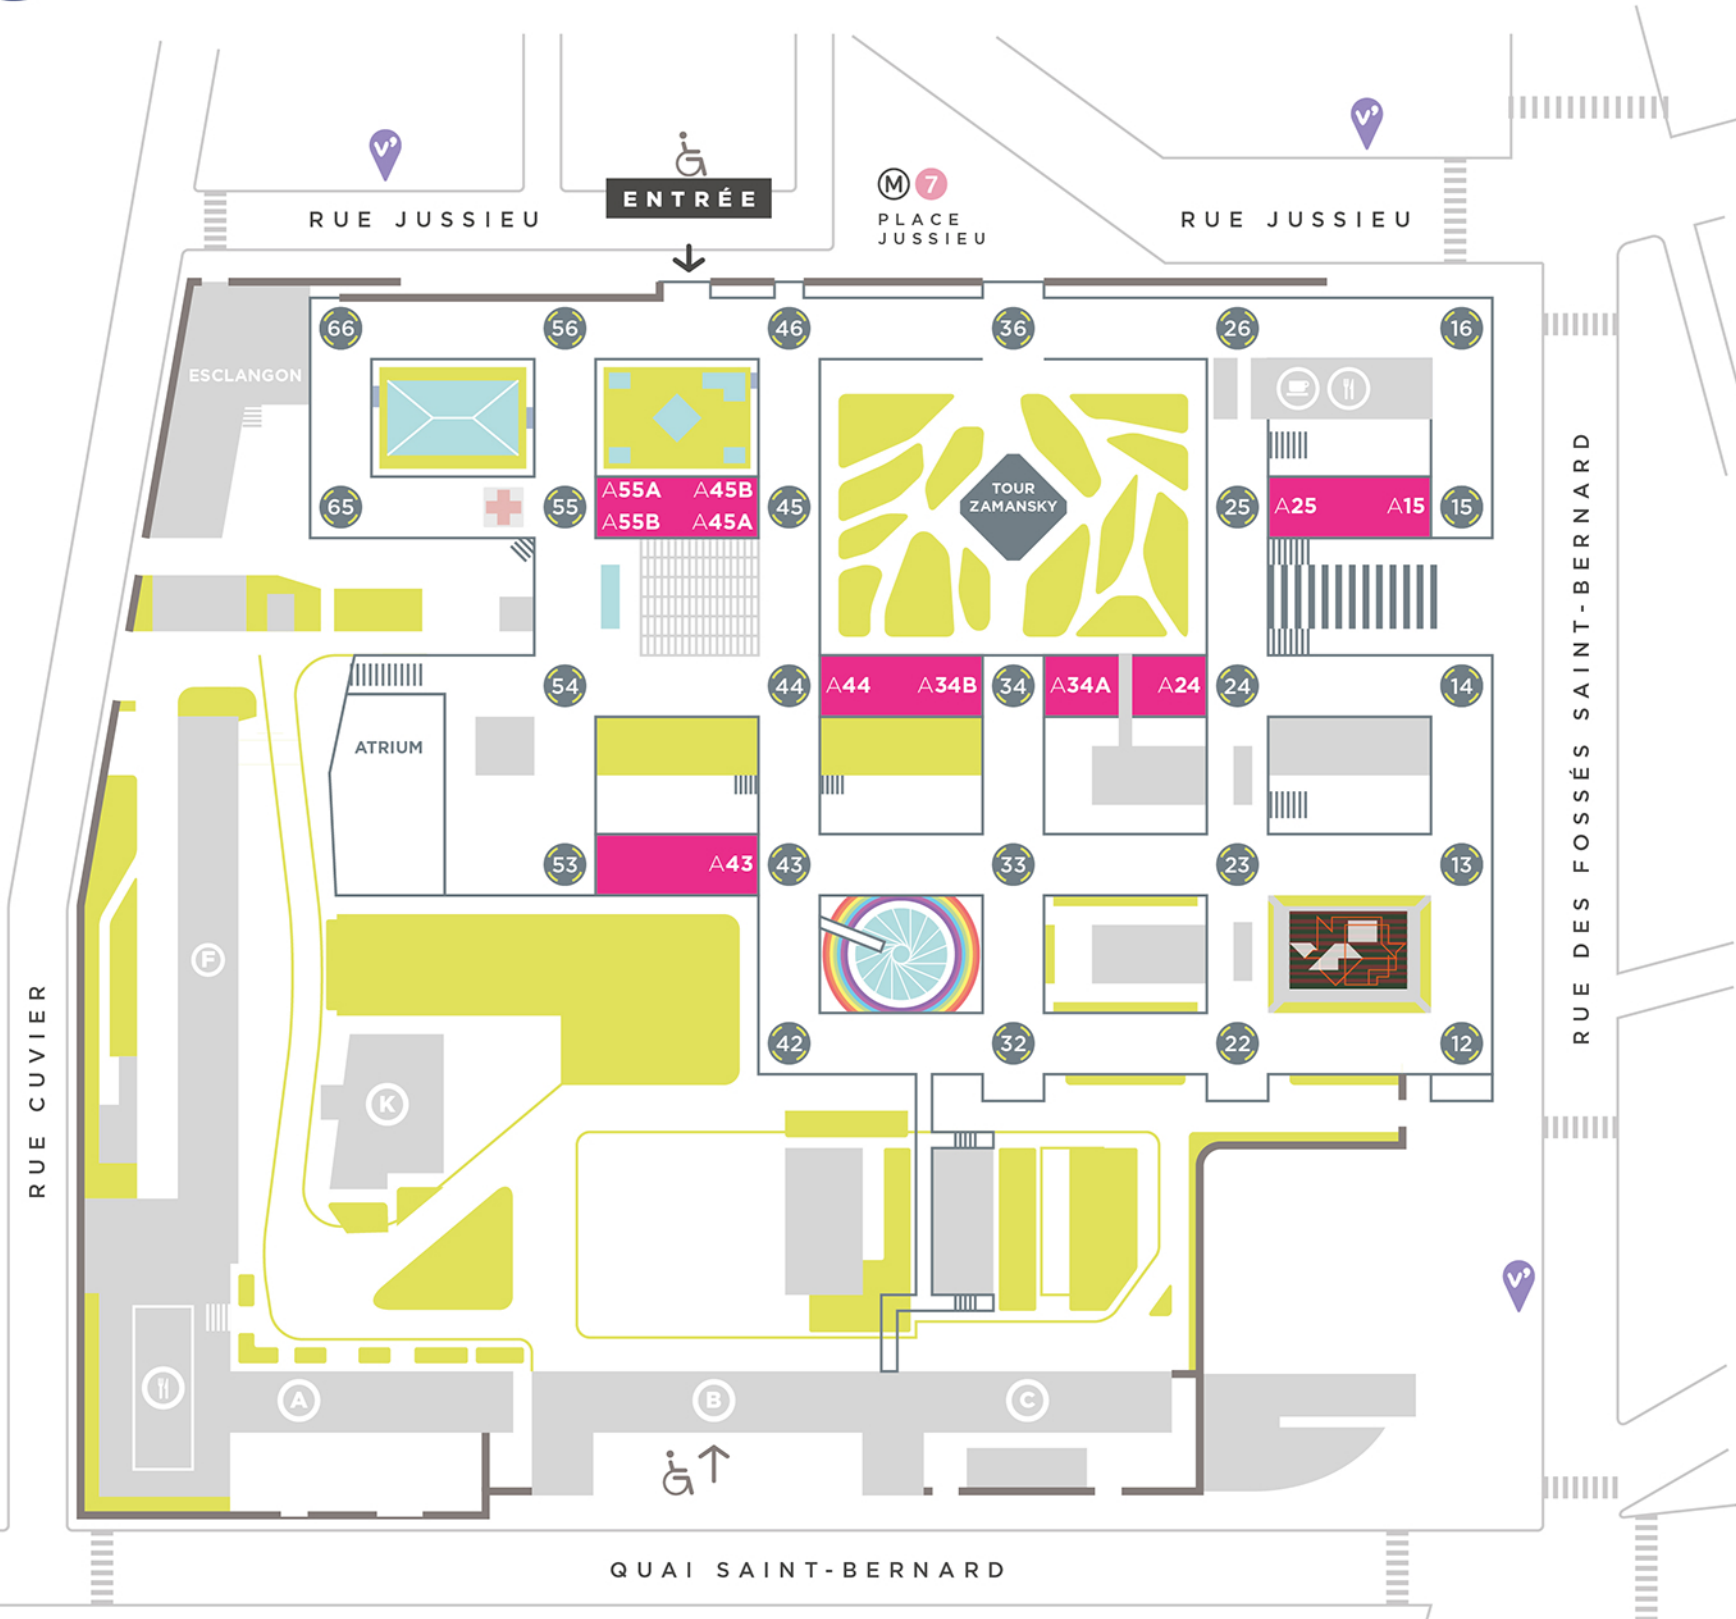 V'
V'
ENTRÉE
M 7
PLACE
JUSSIEU
RUE JUSSIEU
RUE JUSSIEU
66
56
46
36
26
16
ESCLANGON
65
55
A55A A45B
A55B A45A
45
TOUR
ZAMANSKY
25
A25 A15
15
54
44
A44 A34B
34
A34A A24
24
14
ATRIUM
53
A43
43
33
23
13
F
42
32
22
12
K
RUE CUVIER
RUE DES FOSSÉS SAINT-BERNARD
V'
A
B
C
QUAI SAINT-BERNARD